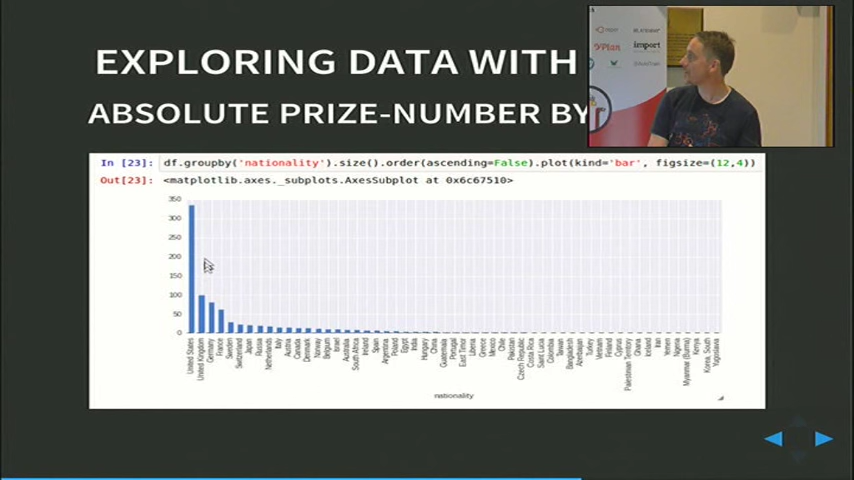 EXPLORING DATA WITH
ABSOLUTE PRIZE-NUMBER BY
import
In [23]: df.groupby('nationality').size().order(ascending=False).plot(kind='bar', figsize=(12,4))
Out[23]: <matplotlib.axes._subplots.AxesSubplot at 0x6c67510>
350
300
250
200
150
100
50
0
United States
United Kingdom
Germany
France
Sweden
Switzerland
Japan
Russia
Netherlands
Italy
Austria
Canada
Denmark
Norway
Belgium
Israel
Australia
South Africa
Ireland
Spain
Argentina
Poland
Egypt
India
Hungary
China
Guatemala
Portugal
East Timor
Liberia
Greece
Mexico
Chile
Pakistan
Czech Republic
Costa Rica
Saint Lucia
Colombia
Taiwan
Bangladesh
Azerbaijan
Turkey
Vietnam
Finland
Cyprus
Palestinian Territory
Ghana
Iceland
Iran
Yemen
Nigeria
Myanmar (Burma)
Kenya
Korea, South
Yugoslavia
nationality